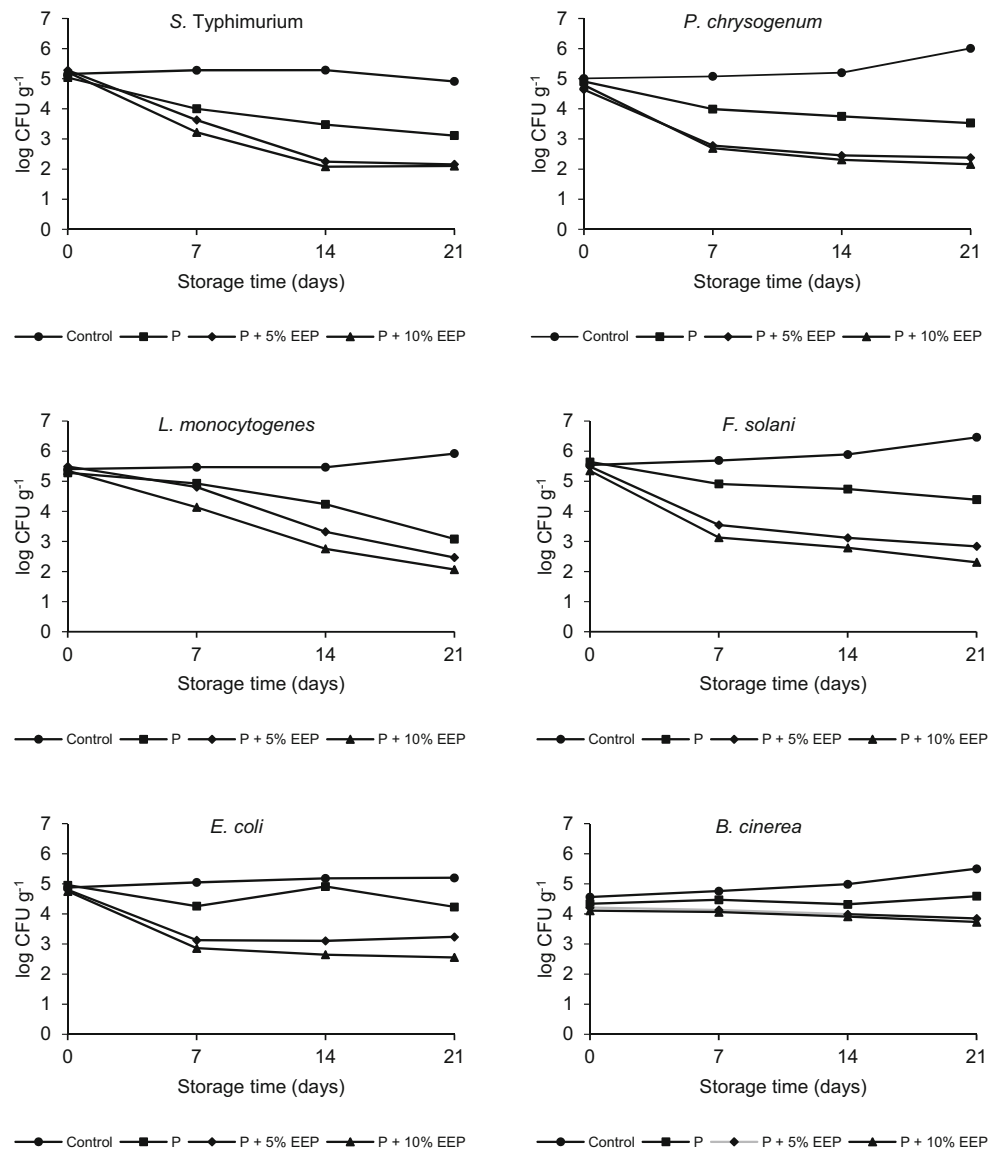 S. Typhimurium
7
6
5
4
3
2
1
0
log CFU g-1
0 7 14 21
Storage time (days)
Control P P + 5% EEP P + 10% EEP
P. chrysogenum
7
6
5
4
3
2
1
0
log CFU g-1
0 7 14 21
Storage time (days)
Control P P + 5% EEP P + 10% EEP
L. monocytogenes
7
6
5
4
3
2
1
0
log CFU g-1
0 7 14 21
Storage time (days)
Control P P + 5% EEP P + 10% EEP
F. solani
7
6
5
4
3
2
1
0
log CFU g-1
0 7 14 21
Storage time (days)
Control P P + 5% EEP P + 10% EEP
E. coli
7
6
5
4
3
2
1
0
log CFU g-1
0 7 14 21
Storage time (days)
Control P P + 5% EEP P + 10% EEP
B. cinerea
7
6
5
4
3
2
1
0
log CFU g-1
0 7 14 21
Storage time (days)
Control P P + 5% EEP P + 10% EEP